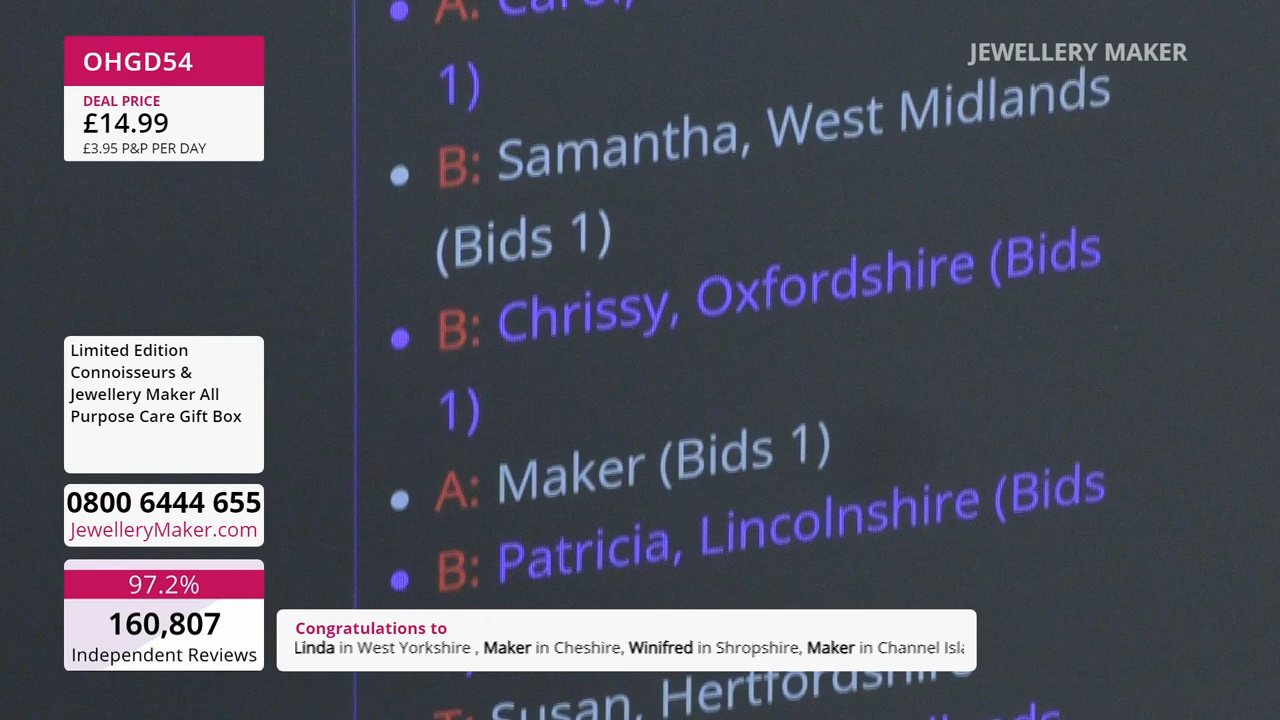 OHGD54
DEAL PRICE
£14.99
£3.95 P&P PER DAY
JEWELLERY MAKER
A: Carol,
1)
B: Samantha, West Midlands
(Bids 1)
B: Chrissy, Oxfordshire (Bids
1)
A: Maker (Bids 1)
B: Patricia, Lincolnshire (Bids
Susan, Hertfordshire
Limited Edition
Connoisseurs &
Jewellery Maker All
Purpose Care Gift Box
0800 6444 655
JewelleryMaker.com
97.2%
160,807
Independent Reviews
Congratulations to
Linda in West Yorkshire , Maker in Cheshire, Winifred in Shropshire, Maker in Channel